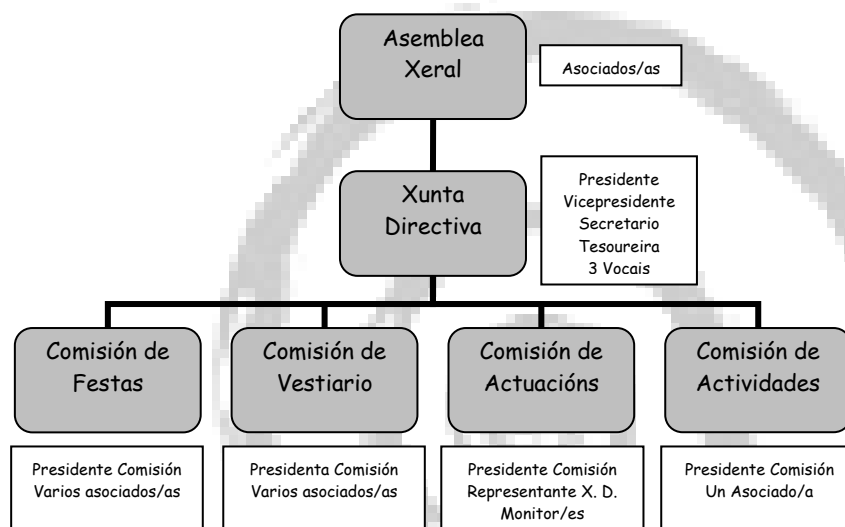 Asemblea
Xeral
Asociados/as
Xunta
Directiva
Presidente
Vicepresidente
Secretario
Tesoureira
3 Vocais
Comisión de
Festas
Comisión de
Vestiario
Comisión de
Actuacións
Comisión de
Actividades
Presidente Comisión
Varios asociados/as
Presidenta Comisión
Varios asociados/as
Presidente Comisión
Representante X. D.
Monitor/es
Presidente Comisión
Un Asociado/a